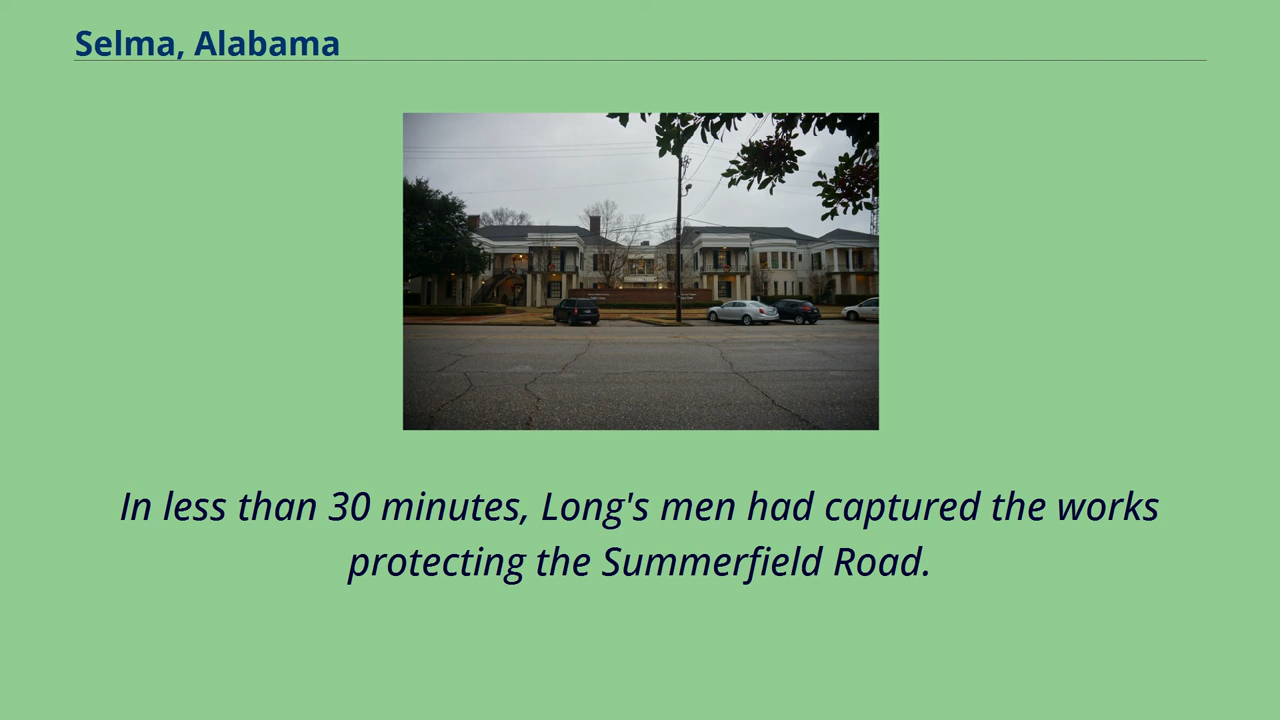 Selma, Alabama
In less than 30 minutes, Long's men had captured the works
protecting the Summerfield Road.